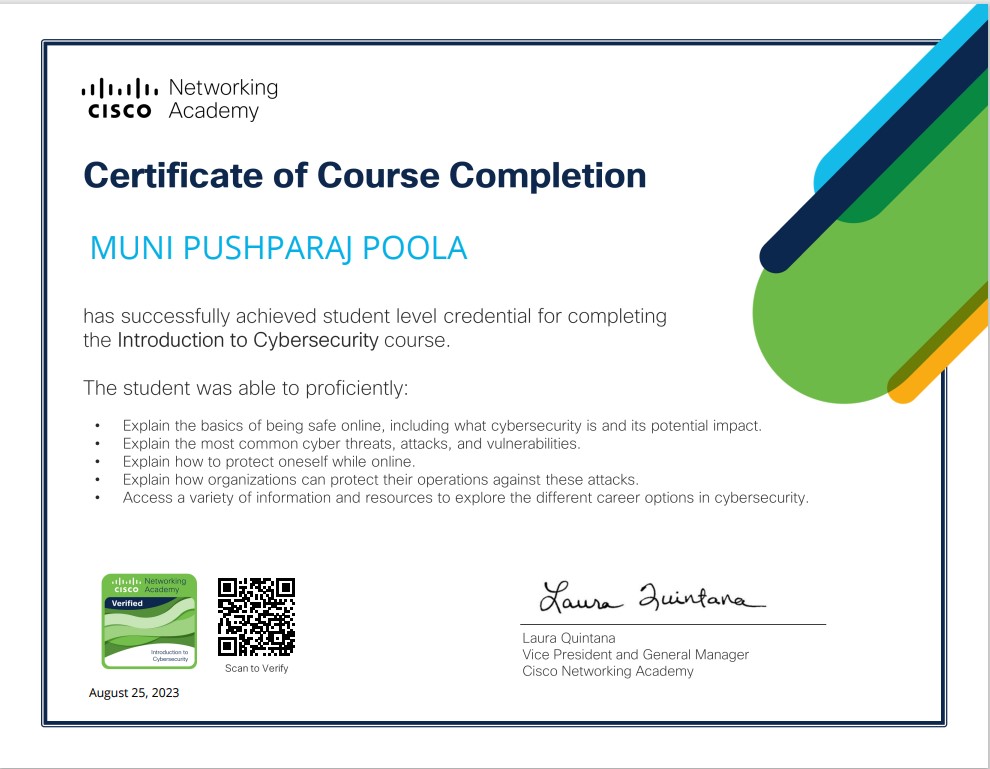 CISCO Networking
Academy
Certificate of Course Completion
MUNI PUSHPARAJ POOLA
has successfully achieved student level credential for completing
the Introduction to Cybersecurity course.
The student was able to proficiently:
• Explain the basics of being safe online, including what cybersecurity is and its potential impact.
• Explain the most common cyber threats, attacks, and vulnerabilities.
• Explain how to protect oneself while online.
• Explain how organizations can protect their operations against these attacks.
• Access a variety of information and resources to explore the different career options in cybersecurity.
CISCO Networking
Academy
Verified
Introduction to
Cybersecurity
Scan to Verify
August 25, 2023
Laura Quintana
Laura Quintana
Vice President and General Manager
Cisco Networking Academy